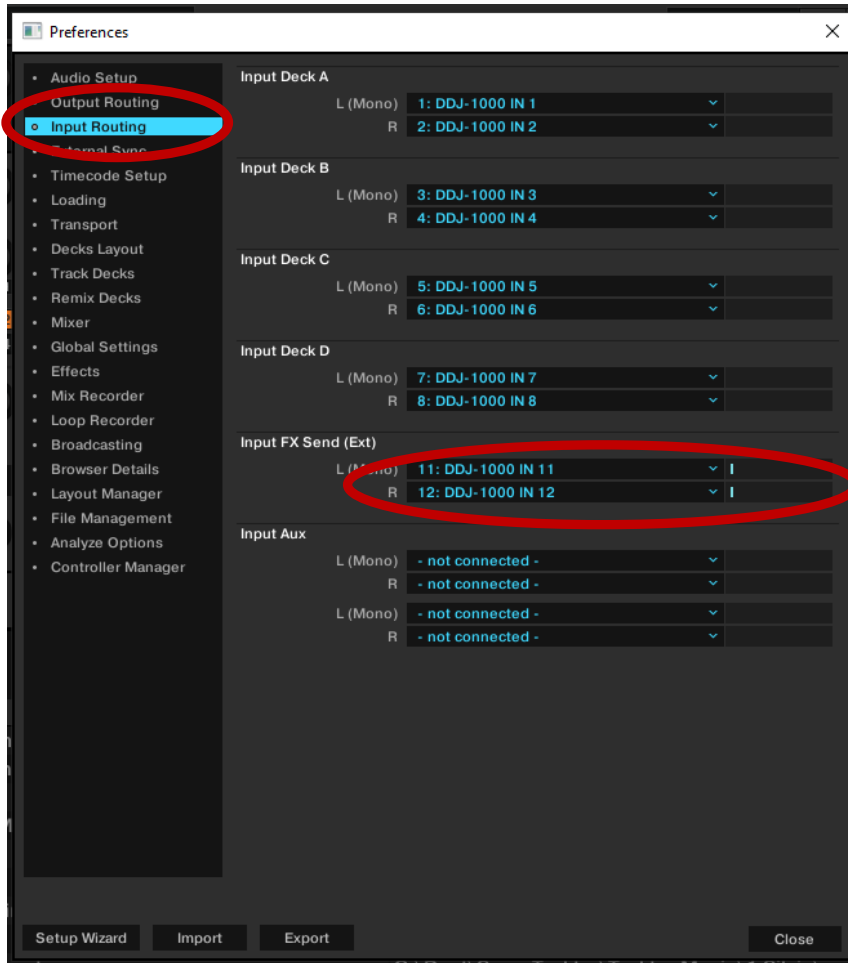 Preferences
Audio Setup
Output Routing
Input Routing
External Sync
Timecode Setup
Loading
Transport
Decks Layout
Track Decks
Remix Decks
Mixer
Global Settings
Effects
Mix Recorder
Loop Recorder
Broadcasting
Browser Details
Layout Manager
File Management
Analyze Options
Controller Manager
Input Deck A
L (Mono) 1: DDJ-1000 IN 1
R 2: DDJ-1000 IN 2
Input Deck B
L (Mono) 3: DDJ-1000 IN 3
R 4: DDJ-1000 IN 4
Input Deck C
L (Mono) 5: DDJ-1000 IN 5
R 6: DDJ-1000 IN 6
Input Deck D
L (Mono) 7: DDJ-1000 IN 7
R 8: DDJ-1000 IN 8
Input FX Send (Ext)
L (Mono) 11: DDJ-1000 IN 11
R 12: DDJ-1000 IN 12
Input Aux
L (Mono) - not connected -
R - not connected -
L (Mono) - not connected -
R - not connected -
Setup Wizard Import Export Close